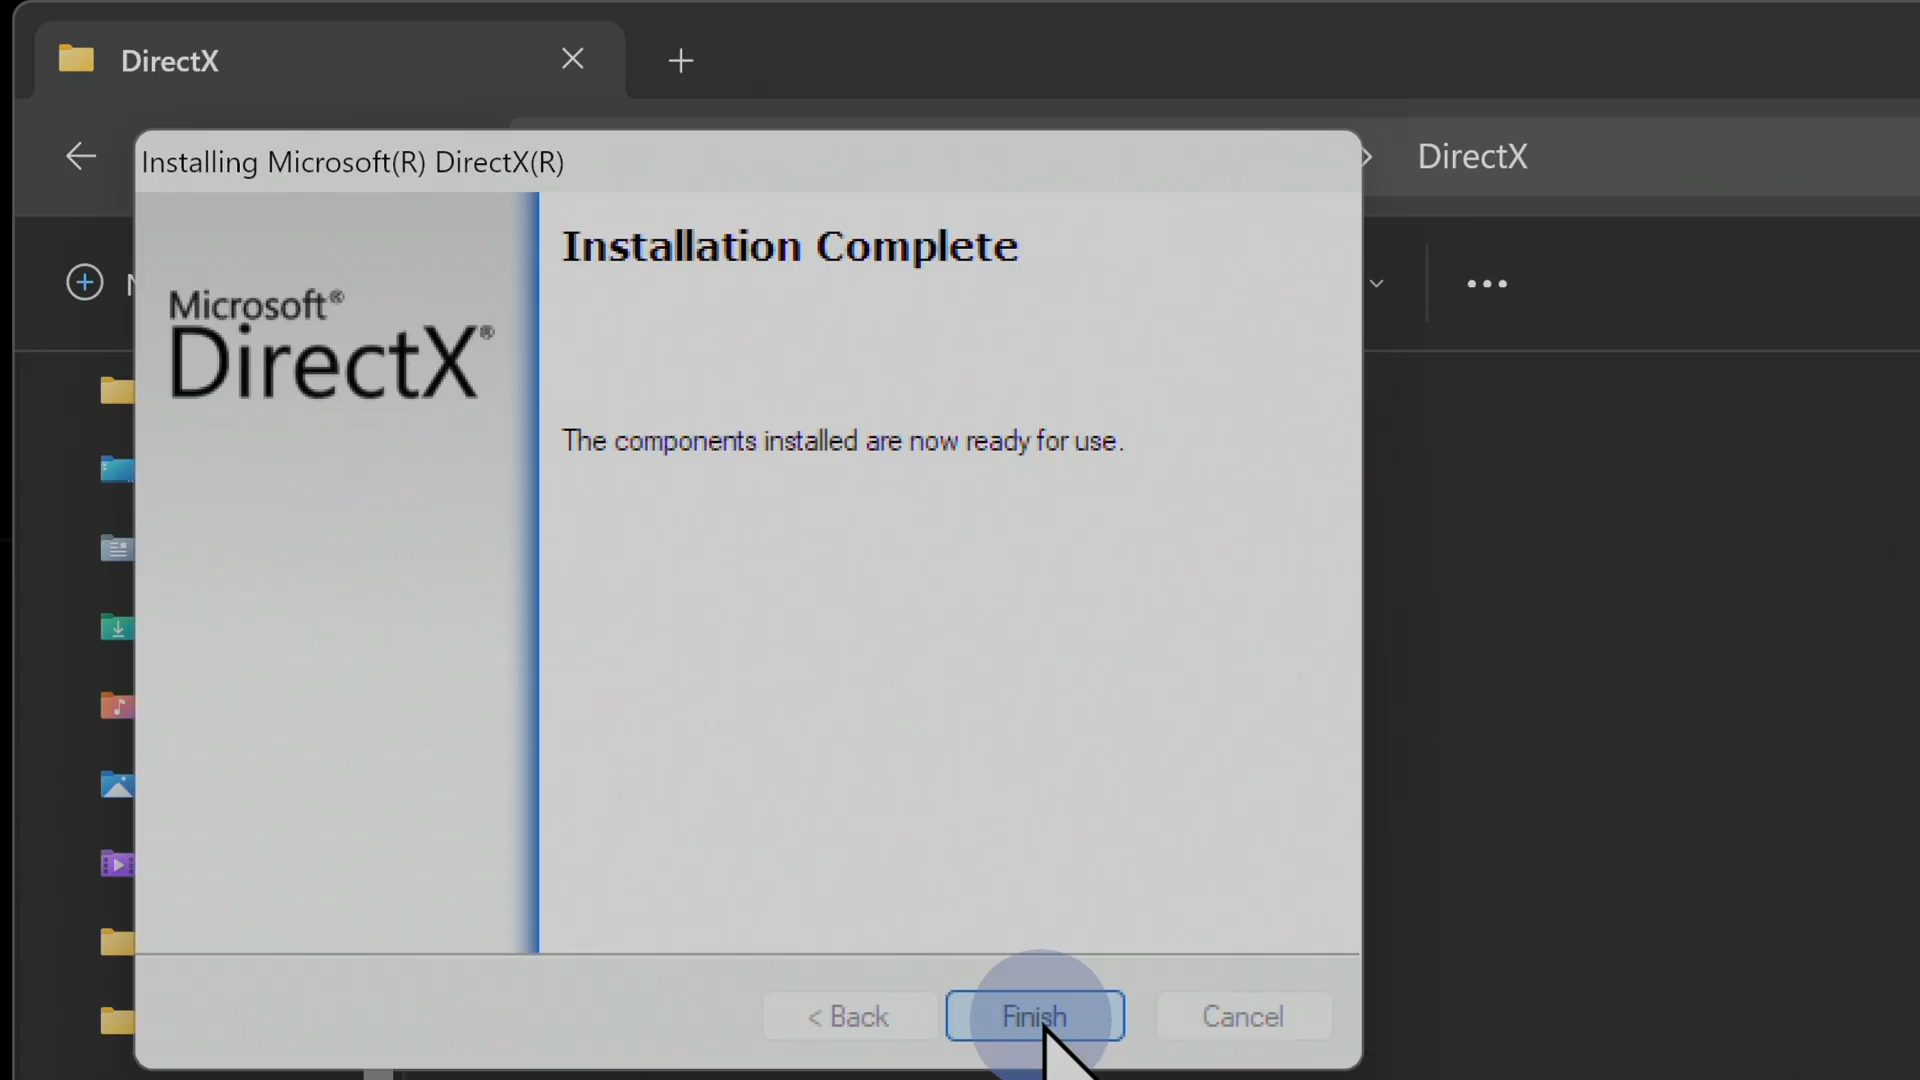 DirectX
DirectX
Installing Microsoft(R) DirectX(R)
Microsoft®
DirectX®
Installation Complete
The components installed are now ready for use.
< Back
Finish
Cancel